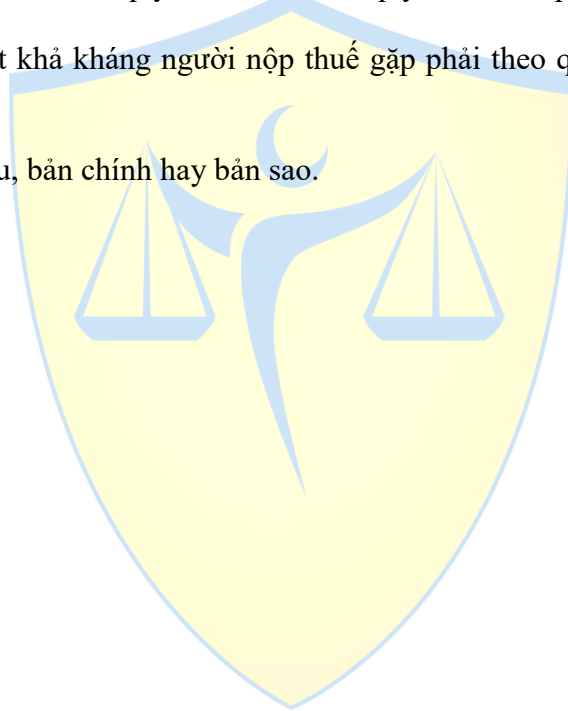 t khả kháng người nộp thuế gặp phải theo q
u, bản chính hay bản sao.